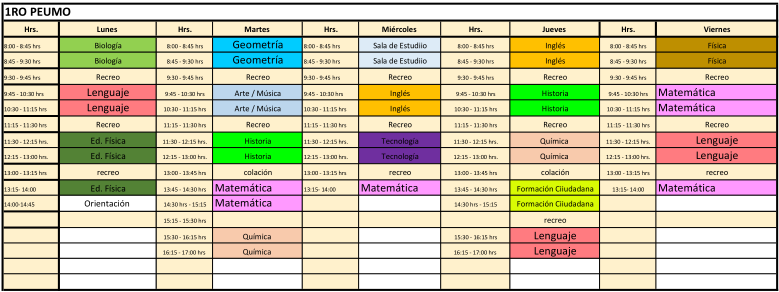 1RO PEUMO
Hrs. Lunes Hrs. Martes Hrs. Miércoles Hrs. Jueves Hrs. Viernes
8:00 - 8:45 hrs Biología 8:00 - 8:45 hrs Geometría 8:00 - 8:45 hrs Sala de Estudiio 8:00 - 8:45 hrs Inglés 8:00 - 8:45 hrs Física
8:45 - 9:30 hrs Biología 8:45 - 9:30 hrs Geometría 8:45 - 9:30 hrs Sala de Estudiio 8:45 - 9:30 hrs Inglés 8:45 - 9:30 hrs Física
9:30 - 9:45 hrs Recreo 9:30 - 9:45 hrs Recreo 9:30 - 9:45 hrs Recreo 9:30 - 9:45 hrs Recreo 9:30 - 9:45 hrs Recreo
9:45 - 10:30 hrs Lenguaje 9:45 - 10:30 hrs Arte / Música 9:45 - 10:30hrs Inglés 9:45 - 10:30 hrs Historia 9:45 - 10:30 hrs Matemática
10:30 - 11:15 hrs Lenguaje 10:30 - 11:15 hrs Arte / Música 10:30 - 11:15 hrs Inglés 10:30 - 11:15 hrs Historia 10:30 - 11:15 hrs Matemática
11:15 - 11:30 hrs Recreo 11:15 - 11:30 hrs Recreo 11:15 - 11:30 hrs Recreo 11:15 - 11:30 hrs Recreo 11:15 - 11:30 hrs Recreo
11:30 - 12:15 hrs. Ed. Física 11:30 - 12:15 hrs. Historia 11:30 - 12:15 hrs. Tecnología 11:30 - 12:15 hrs. Química 11:30 - 12:15 hrs. Lenguaje
12:15 - 13:00 hrs. Ed. Física 12:15 - 13:00 hrs. Historia 12:15 - 13:00 hrs. Tecnología 12:15 - 13:00 hrs. Química 12:15 - 13:00 hrs. Lenguaje
13:00 - 13:15 hrs recreo 13:00 - 13:45 hrs colación 13:00 - 13:15 hrs recreo 13:00 - 13:45 hrs colación 13:00 - 13:15 hrs recreo
13:15- 14:00 Ed. Física 13:45 - 14:30 hrs Matemática 13:15- 14:00 Matemática 13:45 - 14:30 hrs Formación Ciiudadana 13:15- 14:00 Matemática
14:00-14:45 Orientación 14:30 hrs - 15:15 Matemática 14:30 hrs - 15:15 Formación Ciiudadana
15:15 - 15:30 hrs recreo
15:30 - 16:15 hrs Química 15:30 - 16:15 hrs Lenguaje
16:15 - 17:00 hrs Química 16:15 - 17:00 hrs Lenguaje